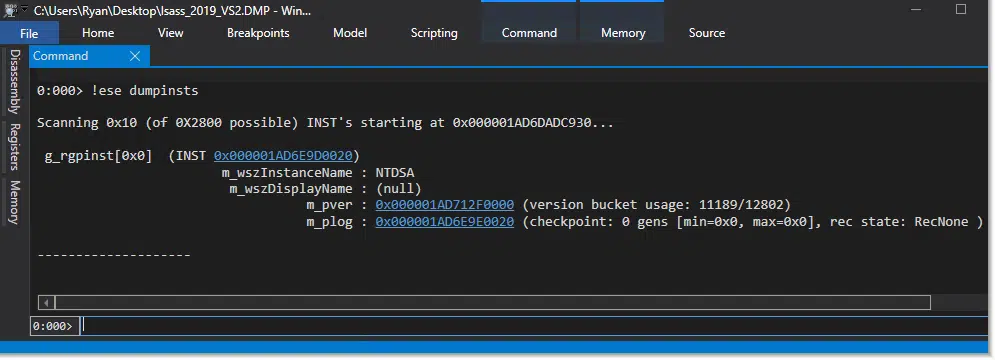 C:\Users\Ryan\Desktop\lsass_2019_VS2.DMP - Win...
File Home View Breakpoints Model Scripting Command Memory Source
Command
Disassembly
Registers
Memory
0:000> !ese dumpinsts
Scanning 0x10 (of 0X2800 possible) INST's starting at 0x000001AD6DADC930...
g_rgpinst[0x0]  (INST 0x000001AD6E9D0020)
m_wszInstanceName : NTDSA
m_wszDisplayName : (null)
m_pver : 0x000001AD712F0000 (version bucket usage: 11189/12802)
m_plog : 0x000001AD6E9E0020 (checkpoint: 0 gens [min=0x0, max=0x0], rec state: RecNone )
--------------------
0:000>